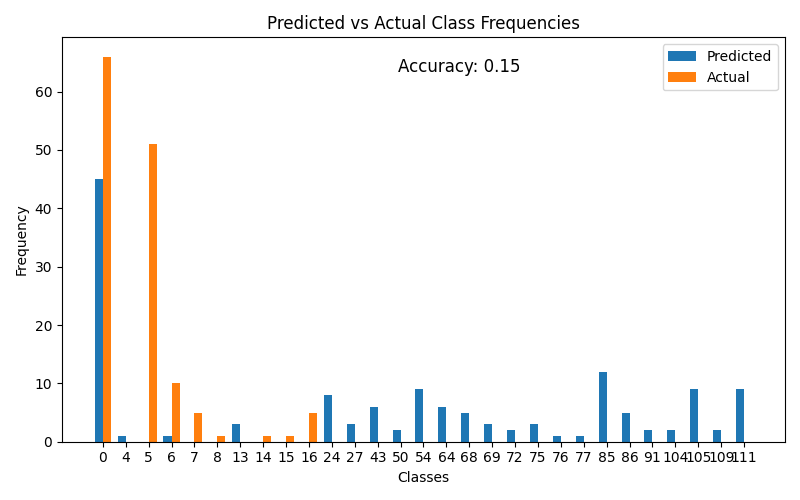 Predicted vs Actual Class Frequencies
Accuracy: 0.15
Predicted
Actual
Frequency
60
50
40
30
20
10
0
0 4 5 6 7 8 13 14 15 16 24 27 43 50 54 64 68 69 72 75 76 77 85 86 91 104 105 109 111
Classes